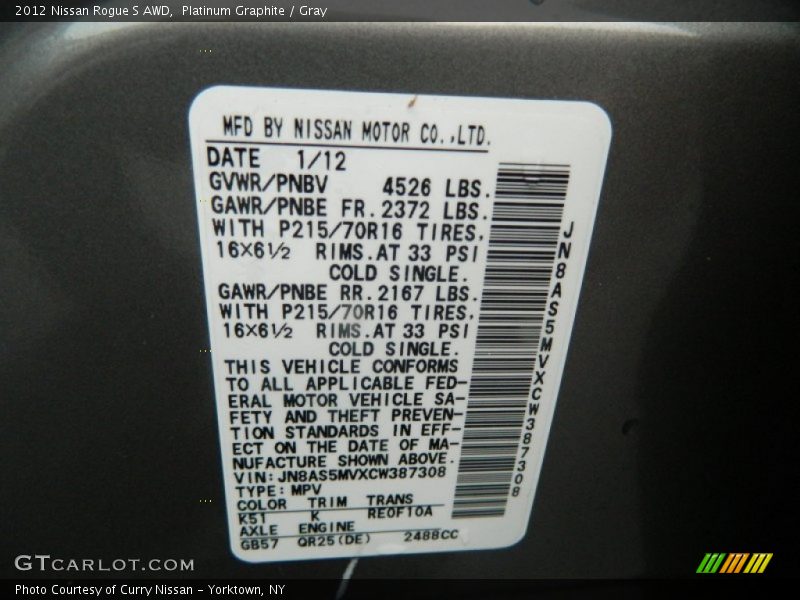 2012 Nissan Rogue S AWD, Platinum Graphite / Gray
MFD BY NISSAN MOTOR CO.,LTD.
DATE 1/12
GVWR/PNBV 4526 LBS.
GAWR/PNBE FR.2372 LBS.
WITH P215/70R16 TIRES.
16X6½ RIMS.AT 33 PSI
COLD SINGLE.
GAWR/PNBE RR.2167 LBS.
WITH P215/70R16 TIRES.
16X6½ RIMS.AT 33 PSI
COLD SINGLE.
THIS VEHICLE CONFORMS
TO ALL APPLICABLE FED-
ERAL MOTOR VEHICLE SA-
FETY AND THEFT PREVEN-
TION STANDARDS IN EFF-
ECT ON THE DATE OF MA-
NUFACTURE SHOWN ABOVE.
VIN:JN8AS5MVXCW387308
TYPE:MPV
COLOR TRIM TRANS
K51 K RE0F10A
AXLE ENGINE
GB57 QR25(DE) 2488CC
JN8AS5MVXCW387308
GTCARLOT.COM
Photo Courtesy of Curry Nissan - Yorktown, NY